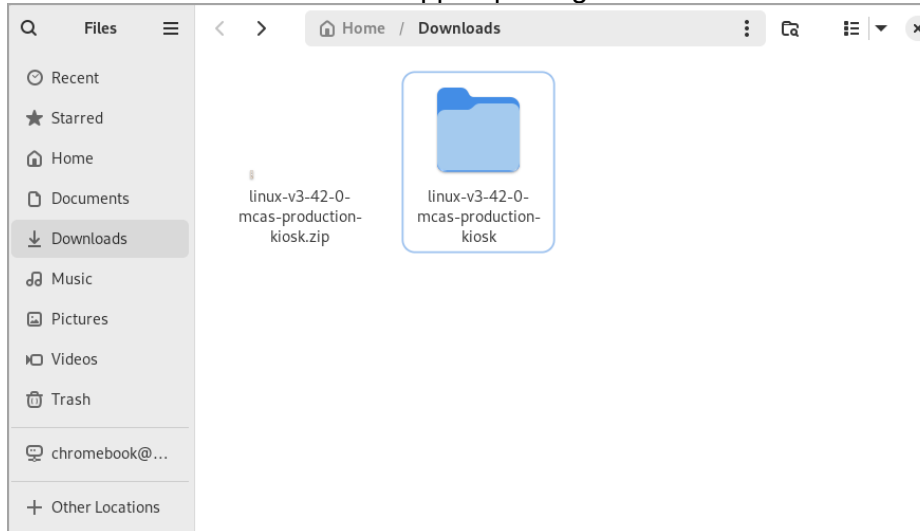 Files
Home / Downloads
Recent
Starred
Home
Documents
Downloads
Music
Pictures
Videos
Trash
chromebook@...
Other Locations
linux-v3-42-0-
mcas-production-
kiosk.zip
linux-v3-42-0-
mcas-production-
kiosk